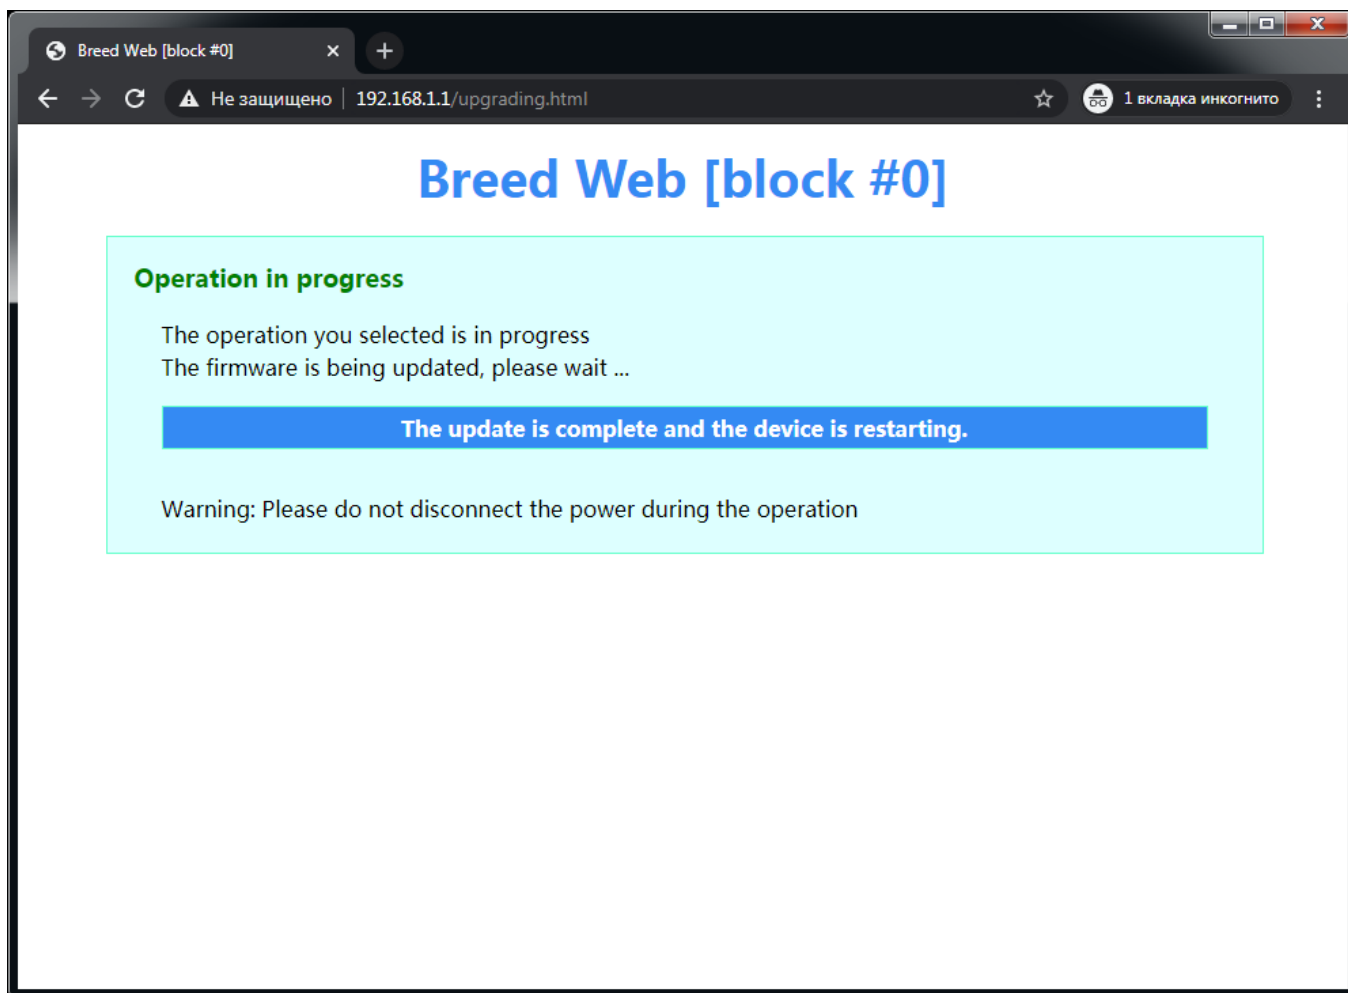 Breed Web [block #0]
Не защищено
192.168.1.1/upgrading.html
1 вкладка инкогнито
Breed Web [block #0]
Operation in progress
The operation you selected is in progress
The firmware is being updated, please wait ...
The update is complete and the device is restarting.
Warning: Please do not disconnect the power during the operation